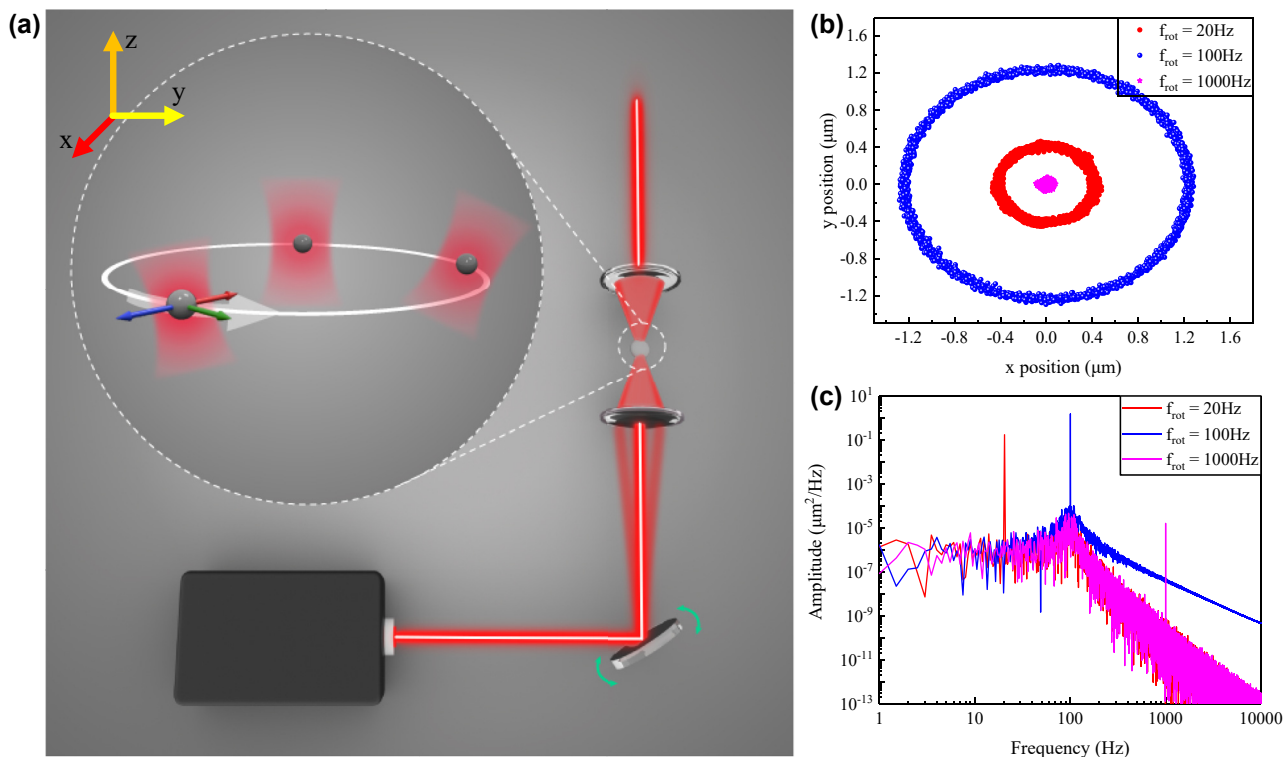 (a)
z
y
x
(b)
f_rot = 20Hz
f_rot = 100Hz
f_rot = 1000Hz
1.6
1.2
0.8
0.4
0.0
-0.4
-0.8
-1.2
y position (μm)
-1.2 -0.8 -0.4 0.0 0.4 0.8 1.2 1.6
x position (μm)
(c)
f_rot = 20Hz
f_rot = 100Hz
f_rot = 1000Hz
10^1
10^-1
10^-3
10^-5
10^-7
10^-9
10^-11
10^-13
Amplitude (μm^2/Hz)
1 10 100 1000 10000
Frequency (Hz)